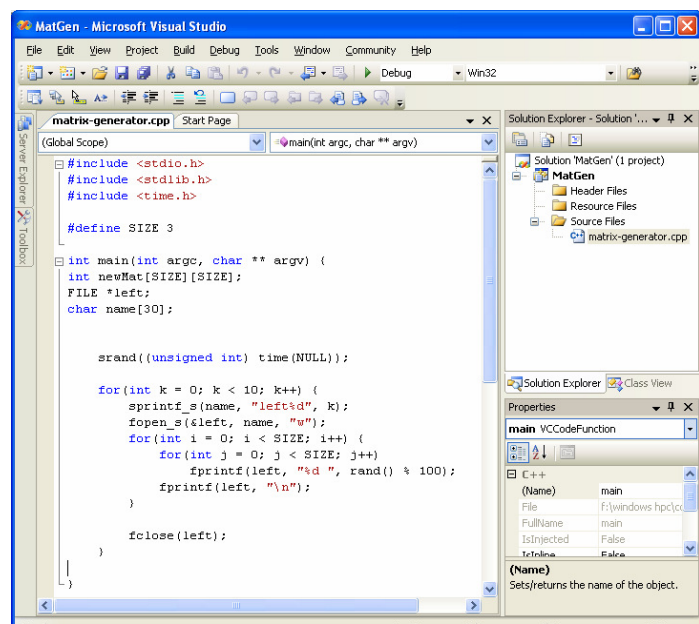 MatGen - Microsoft Visual Studio
File Edit View Project Build Debug Tools Window Community Help
Debug Win32
matrix-generator.cpp Start Page
(Global Scope) main(int argc, char ** argv)
Server Explorer
Toolbox
#include <stdio.h>
#include <stdlib.h>
#include <time.h>
#define SIZE 3
int main(int argc, char ** argv) {
int newMat[SIZE][SIZE];
FILE *left;
char name[30];
srand((unsigned int) time(NULL));
for(int k = 0; k < 10; k++) {
sprintf_s(name, "left%d", k);
fopen_s(&left, name, "w");
for(int i = 0; i < SIZE; i++) {
for(int j = 0; j < SIZE; j++)
fprintf(left, "%d ", rand() % 100);
fprintf(left, "\n");
}
fclose(left);
}
}
Solution Explorer - Solution '...
Solution 'MatGen' (1 project)
MatGen
Header Files
Resource Files
Source Files
matrix-generator.cpp
Solution Explorer Class View
Properties
main VCCodeFunction
C++
(Name) main
File f:\windows hpc\co
FullName main
IsInjected False
IsInline False
(Name)
Sets/returns the name of the object.